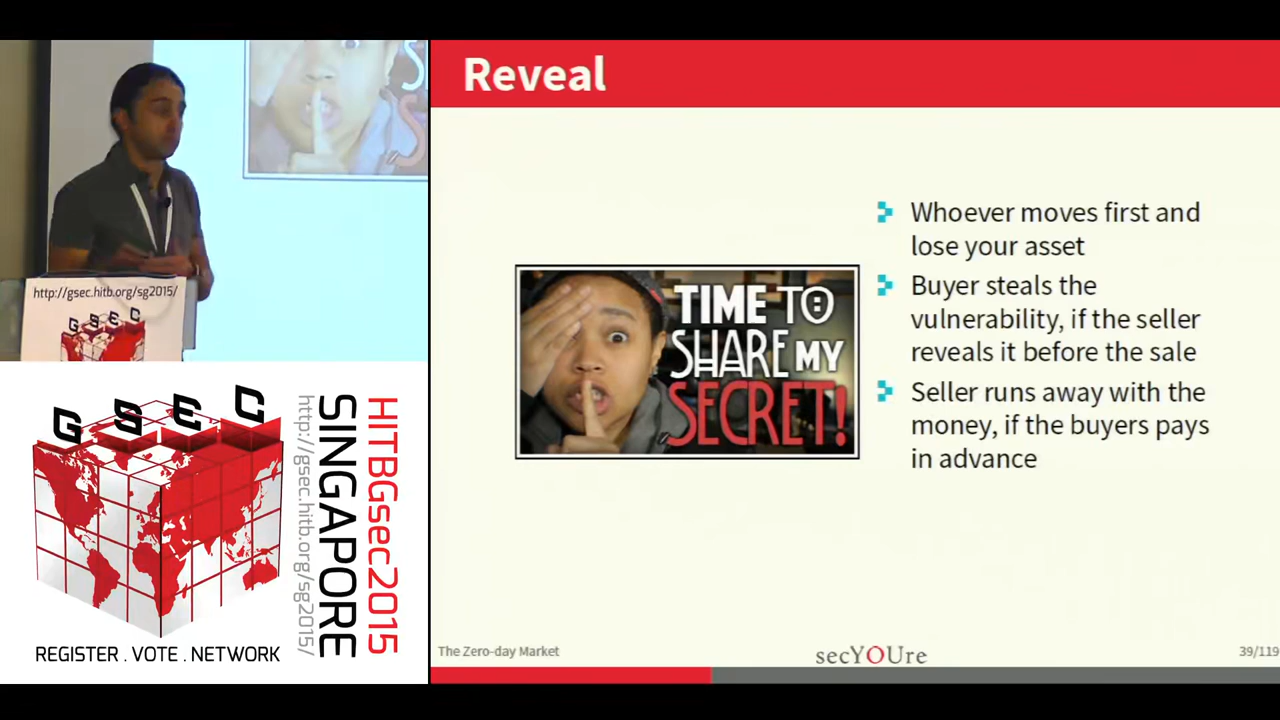 Reveal
Whoever moves first and
lose your asset
Buyer steals the
vulnerability, if the seller
reveals it before the sale
Seller runs away with the
money, if the buyers pays
in advance
TIME TO
SHARE MY
SECRET!
The Zero-day Market
secYOUre
39/119
http://gsec.hitb.org/sg2015/
GSEC
GSEC
HITBGsec2015
SINGAPORE
http://gsec.hitb.org/sg2015/
REGISTER . VOTE . NETWORK